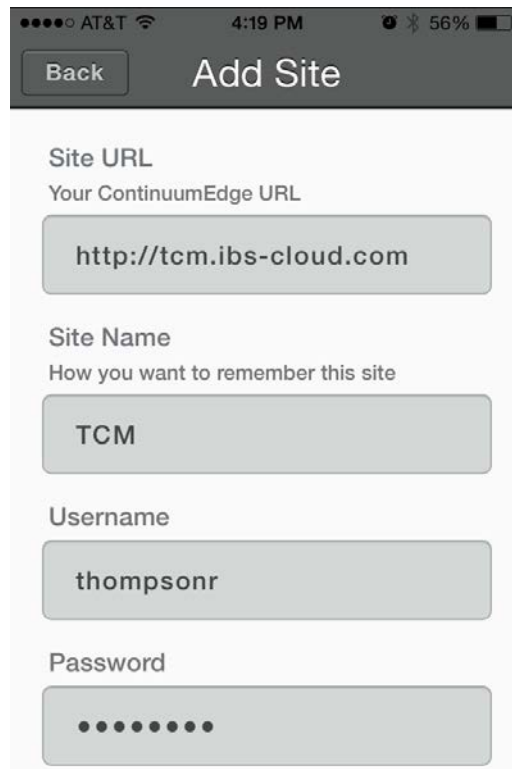 AT&T 4:19 PM 56%
Back Add Site
Site URL
Your ContinuumEdge URL
http://tcm.ibs-cloud.com
Site Name
How you want to remember this site
TCM
Username
thompsonr
Password
••••••••